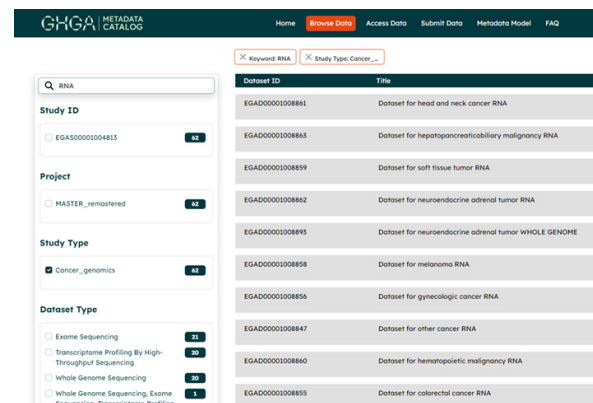 GHGA METADATA CATALOG
Home Browse Data Access Data Submit Data Metadata Model FAQ
Keyword: RNA Study Type: Cancer_...
RNA
Study ID
EGAS00001004813 62
Project
MASTER_remastered 62
Study Type
Cancer_genomics 62
Dataset Type
Exome Sequencing 21
Transcriptome Profiling By High-
Throughput Sequencing 20
Whole Genome Sequencing 20
Whole Genome Sequencing, Exome 1
Sequencing, Transcriptome Profiling
Dataset ID Title
EGAD00001008861 Dataset for head and neck cancer RNA
EGAD00001008863 Dataset for hepatopancreaticobiliary malignancy RNA
EGAD00001008859 Dataset for soft tissue tumor RNA
EGAD00001008862 Dataset for neuroendocrine adrenal tumor RNA
EGAD00001008893 Dataset for neuroendocrine adrenal tumor WHOLE GENOME
EGAD00001008858 Dataset for melanoma RNA
EGAD00001008856 Dataset for gynecologic cancer RNA
EGAD00001008847 Dataset for other cancer RNA
EGAD00001008860 Dataset for hematopoietic malignancy RNA
EGAD00001008855 Dataset for colorectal cancer RNA